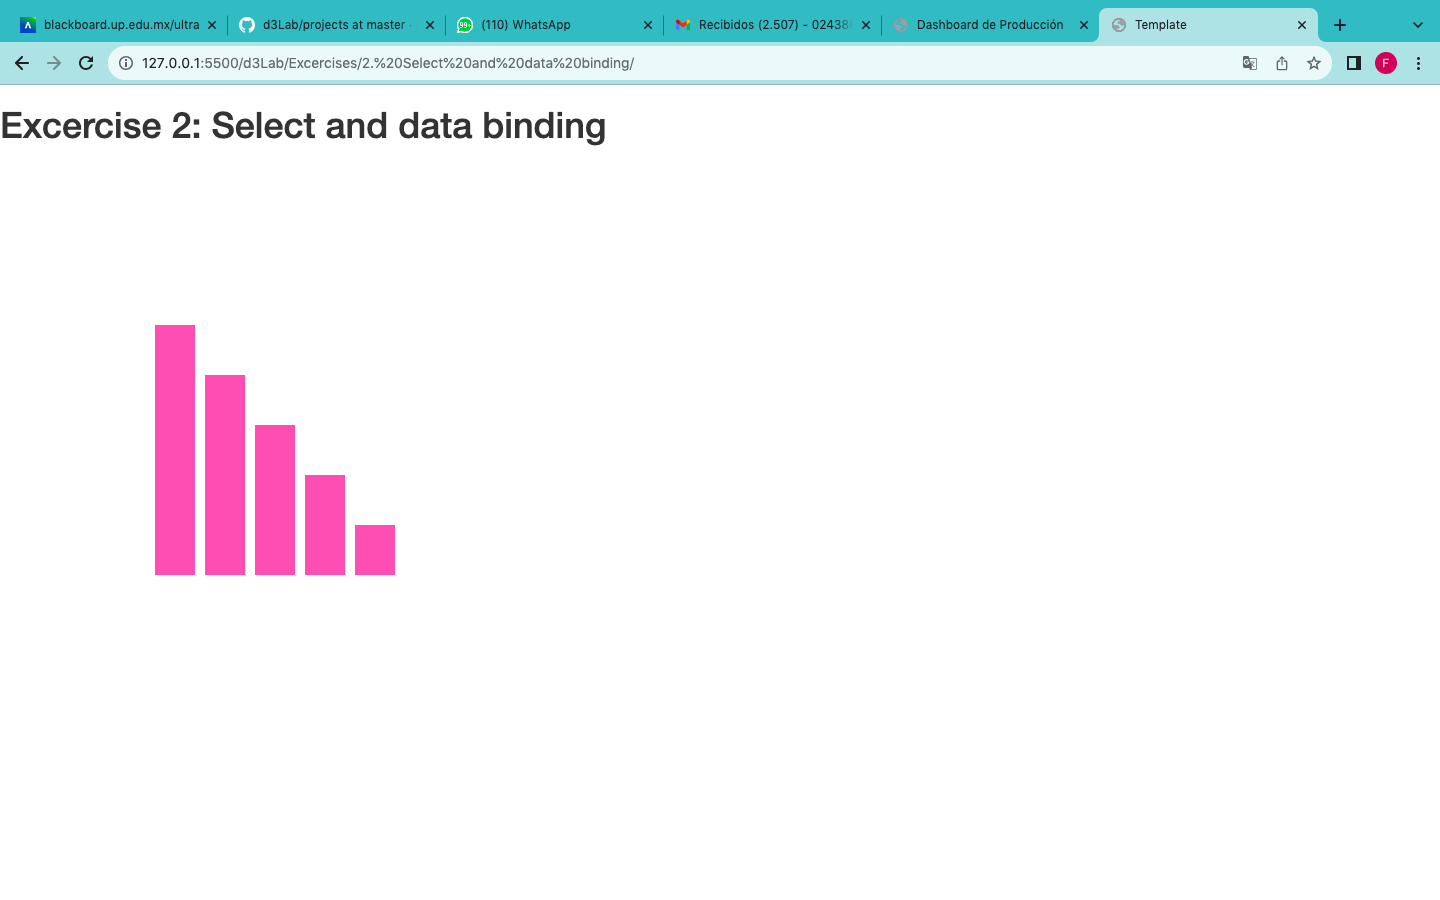 blackboard.up.edu.mx/ultra
d3Lab/projects at master
99+
(110) WhatsApp
Recibidos (2.507) - 02438
Dashboard de Producción
Template
127.0.0.1:5500/d3Lab/Excercises/2.%20Select%20and%20data%20binding/
F
Excercise 2: Select and data binding